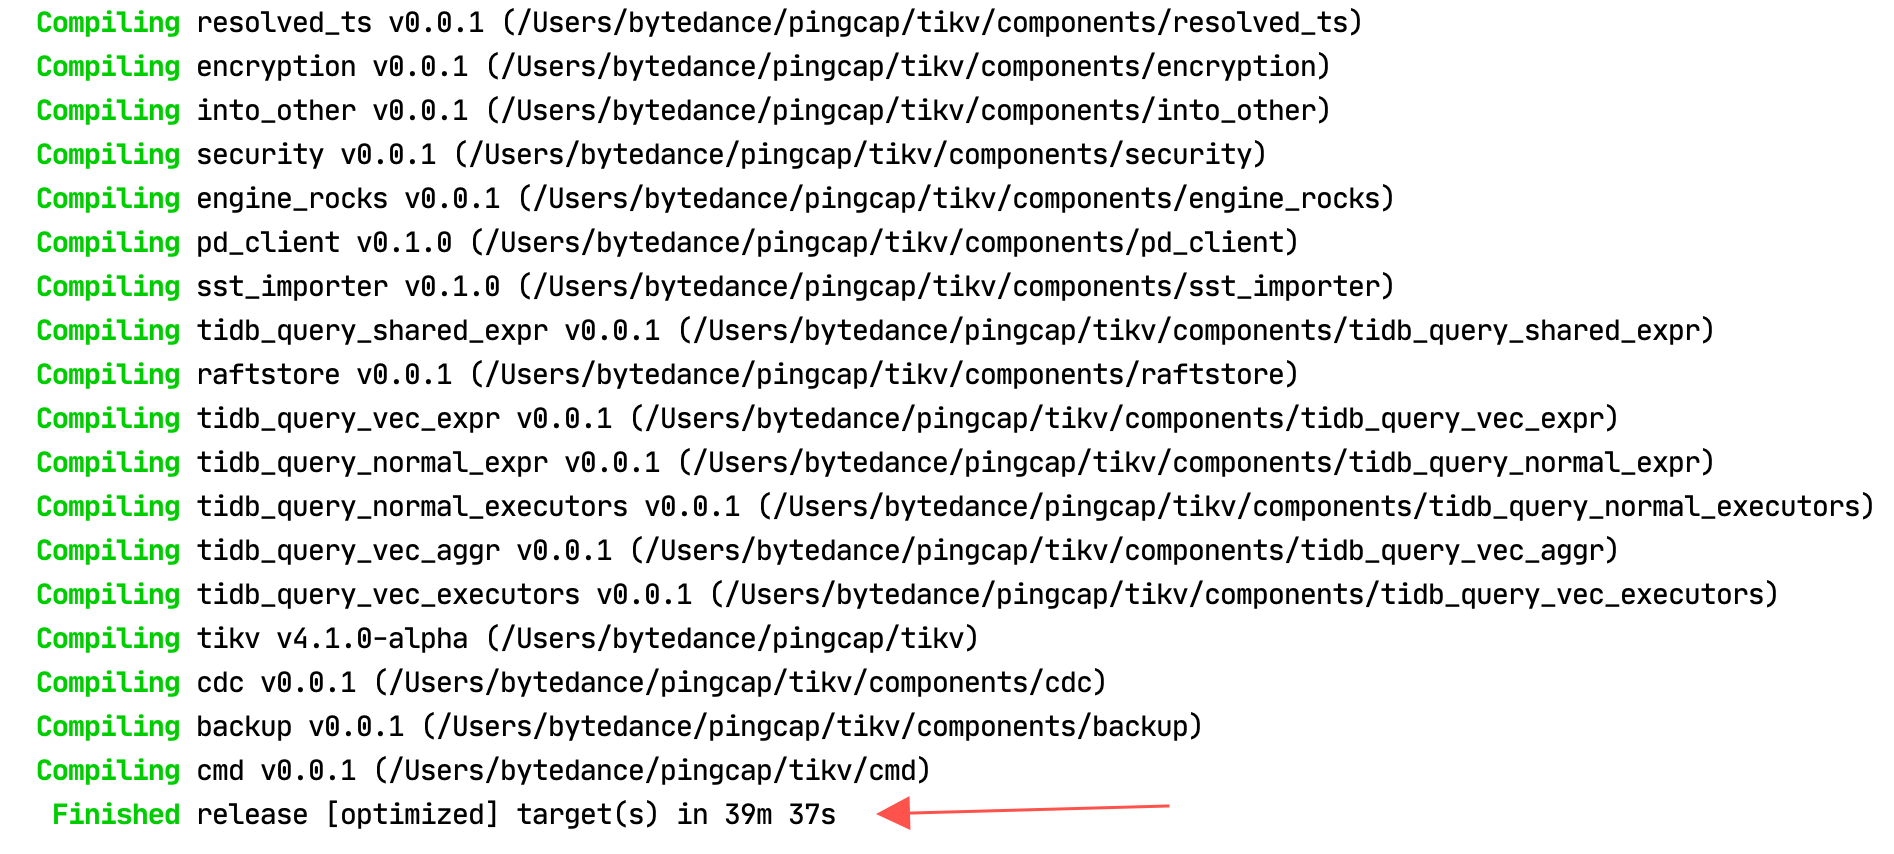 Compiling resolved_ts v0.0.1 (/Users/bytedance/pingcap/tikv/components/resolved_ts)
Compiling encryption v0.0.1 (/Users/bytedance/pingcap/tikv/components/encryption)
Compiling into_other v0.0.1 (/Users/bytedance/pingcap/tikv/components/into_other)
Compiling security v0.0.1 (/Users/bytedance/pingcap/tikv/components/security)
Compiling engine_rocks v0.0.1 (/Users/bytedance/pingcap/tikv/components/engine_rocks)
Compiling pd_client v0.1.0 (/Users/bytedance/pingcap/tikv/components/pd_client)
Compiling sst_importer v0.1.0 (/Users/bytedance/pingcap/tikv/components/sst_importer)
Compiling tidb_query_shared_expr v0.0.1 (/Users/bytedance/pingcap/tikv/components/tidb_query_shared_expr)
Compiling raftstore v0.0.1 (/Users/bytedance/pingcap/tikv/components/raftstore)
Compiling tidb_query_vec_expr v0.0.1 (/Users/bytedance/pingcap/tikv/components/tidb_query_vec_expr)
Compiling tidb_query_normal_expr v0.0.1 (/Users/bytedance/pingcap/tikv/components/tidb_query_normal_expr)
Compiling tidb_query_normal_executors v0.0.1 (/Users/bytedance/pingcap/tikv/components/tidb_query_normal_executors)
Compiling tidb_query_vec_aggr v0.0.1 (/Users/bytedance/pingcap/tikv/components/tidb_query_vec_aggr)
Compiling tidb_query_vec_executors v0.0.1 (/Users/bytedance/pingcap/tikv/components/tidb_query_vec_executors)
Compiling tikv v4.1.0-alpha (/Users/bytedance/pingcap/tikv)
Compiling cdc v0.0.1 (/Users/bytedance/pingcap/tikv/components/cdc)
Compiling backup v0.0.1 (/Users/bytedance/pingcap/tikv/components/backup)
Compiling cmd v0.0.1 (/Users/bytedance/pingcap/tikv/cmd)
Finished release [optimized] target(s) in 39m 37s